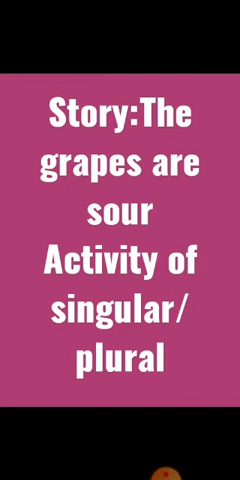 Story:The
grapes are
sour
Activity of
singular/
plural